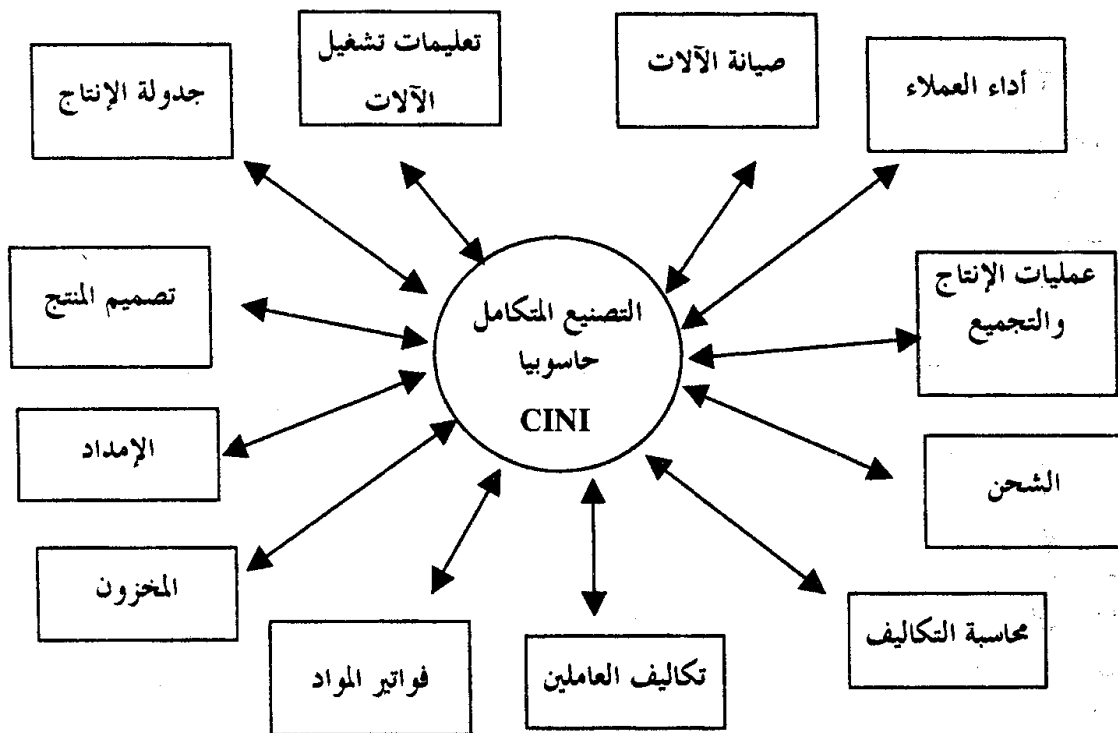 أداء العملاء
صيانة الآلات
تعليمات تشغيل
الآلات
جدولة الإنتاج
عمليات الإنتاج
والتجميع
التصنيع المتكامل
حاسوبيا
CINI
تصميم المنتج
الشحن
الإمداد
محاسبة التكاليف
تكاليف العاملين
فواتير المواد
المخزون